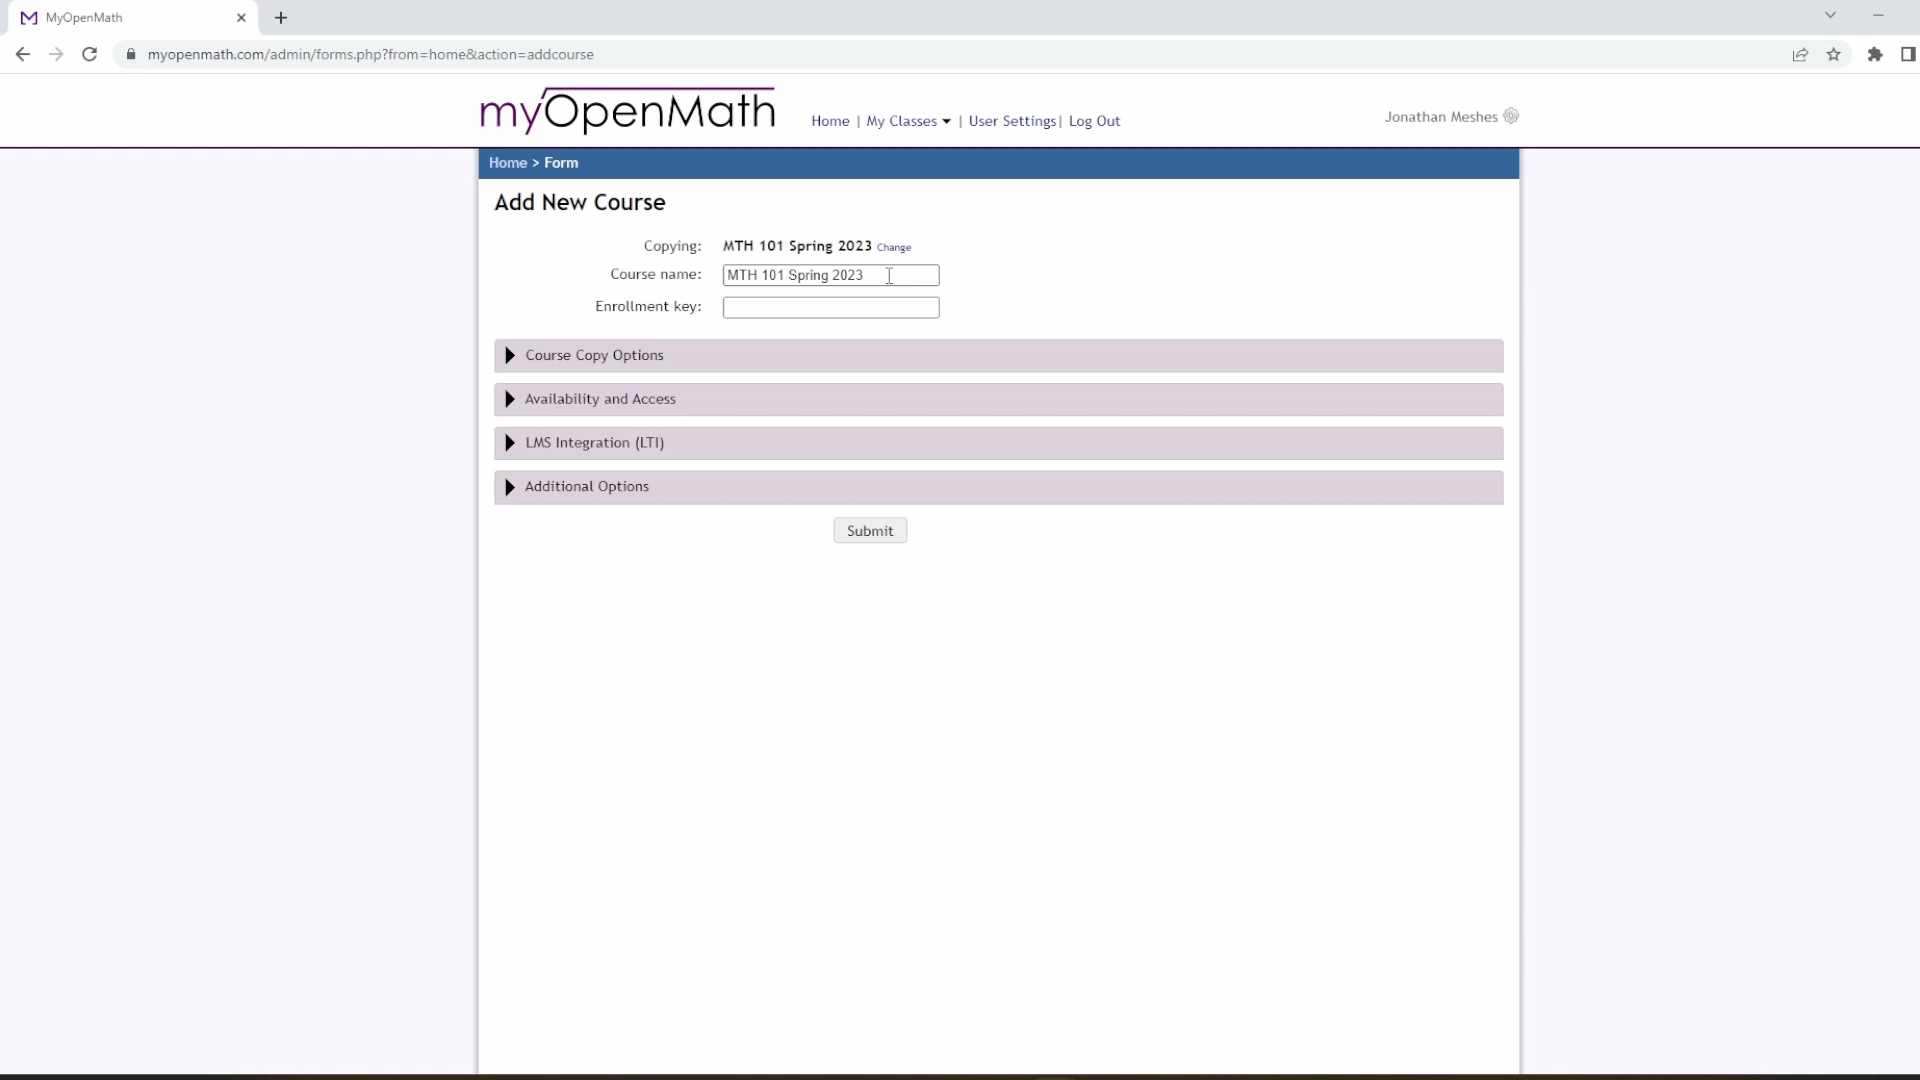 MyOpenMath
myopenmath.com/admin/forms.php?from=home&action=addcourse
myOpenMath
Home | My Classes | User Settings | Log Out
Jonathan Meshes
Home > Form
Add New Course
Copying: MTH 101 Spring 2023 Change
Course name: MTH 101 Spring 2023
Enrollment key:
Course Copy Options
Availability and Access
LMS Integration (LTI)
Additional Options
Submit